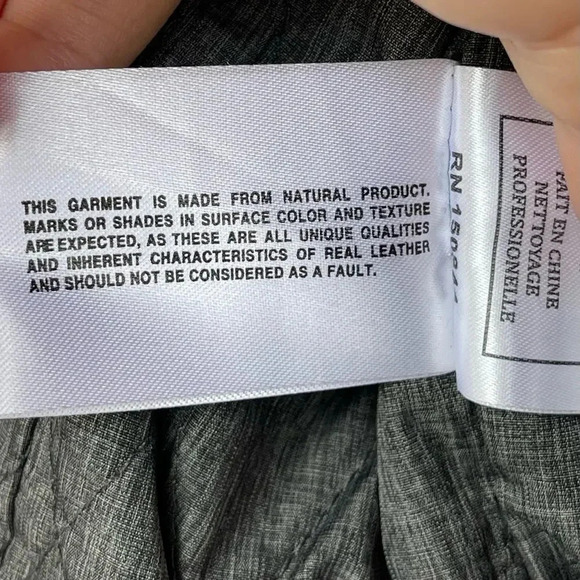 THIS GARMENT IS MADE FROM NATURAL PRODUCT.
MARKS OR SHADES IN SURFACE COLOR AND TEXTURE
ARE EXPECTED, AS THESE ARE ALL UNIQUE QUALITIES
AND INHERENT CHARACTERISTICS OF REAL LEATHER
AND SHOULD NOT BE CONSIDERED AS A FAULT.
RN
FAIT EN CHINE
NETTOYAGE
PROFESSIONELLE